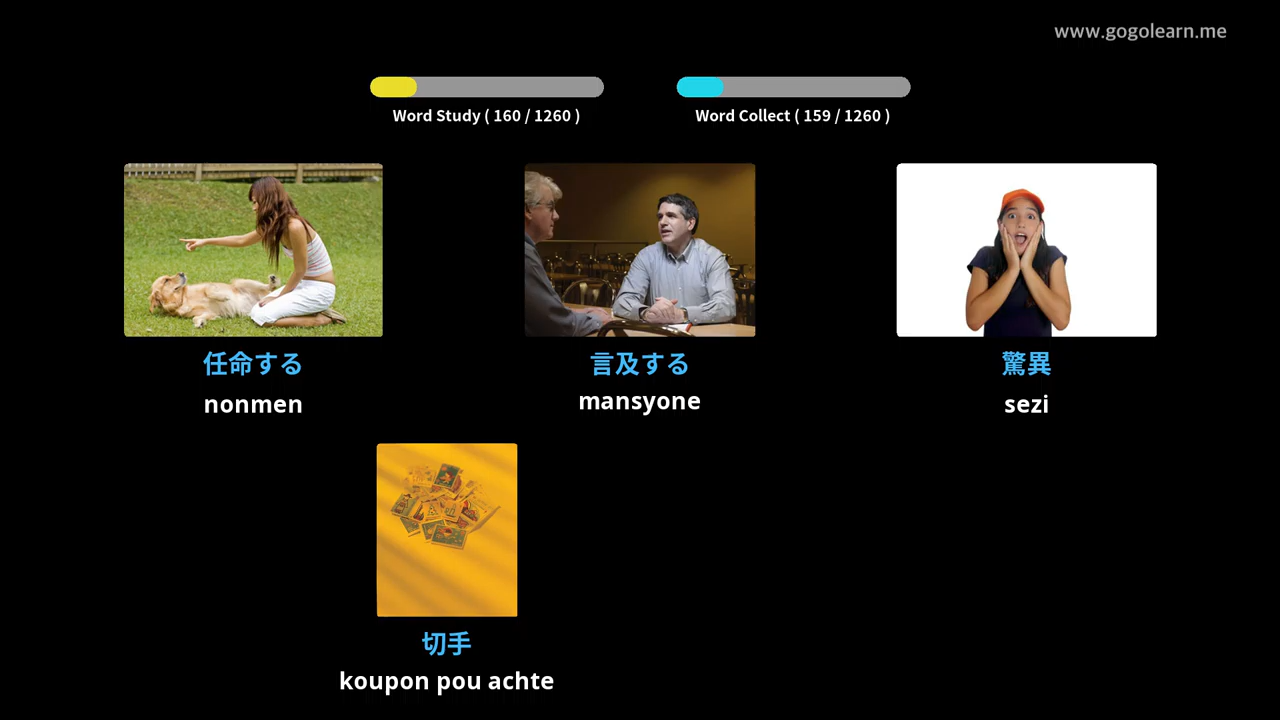 www.gogolearn.me
Word Study ( 160 / 1260 )
Word Collect ( 159 / 1260 )
任命する
nonmen
言及する
mansyone
驚異
sezi
切手
koupon pou achte